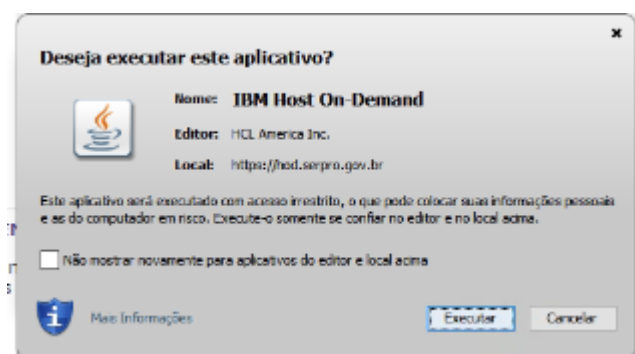 Deseja executar este aplicativo?
Nome: IBM Host On-Demand
Editor: HCL America Inc.
Local: https://hod.serpro.gov.br
Este aplicativo será executado com acesso irrestrito, o que pode colocar suas informações pessoais
e as do computador em risco. Execute-o somente se confiar no editor e no local acima.
Não mostrar novamente para aplicativos do editor e local acima
Mais Informações
Executar
Cancelar